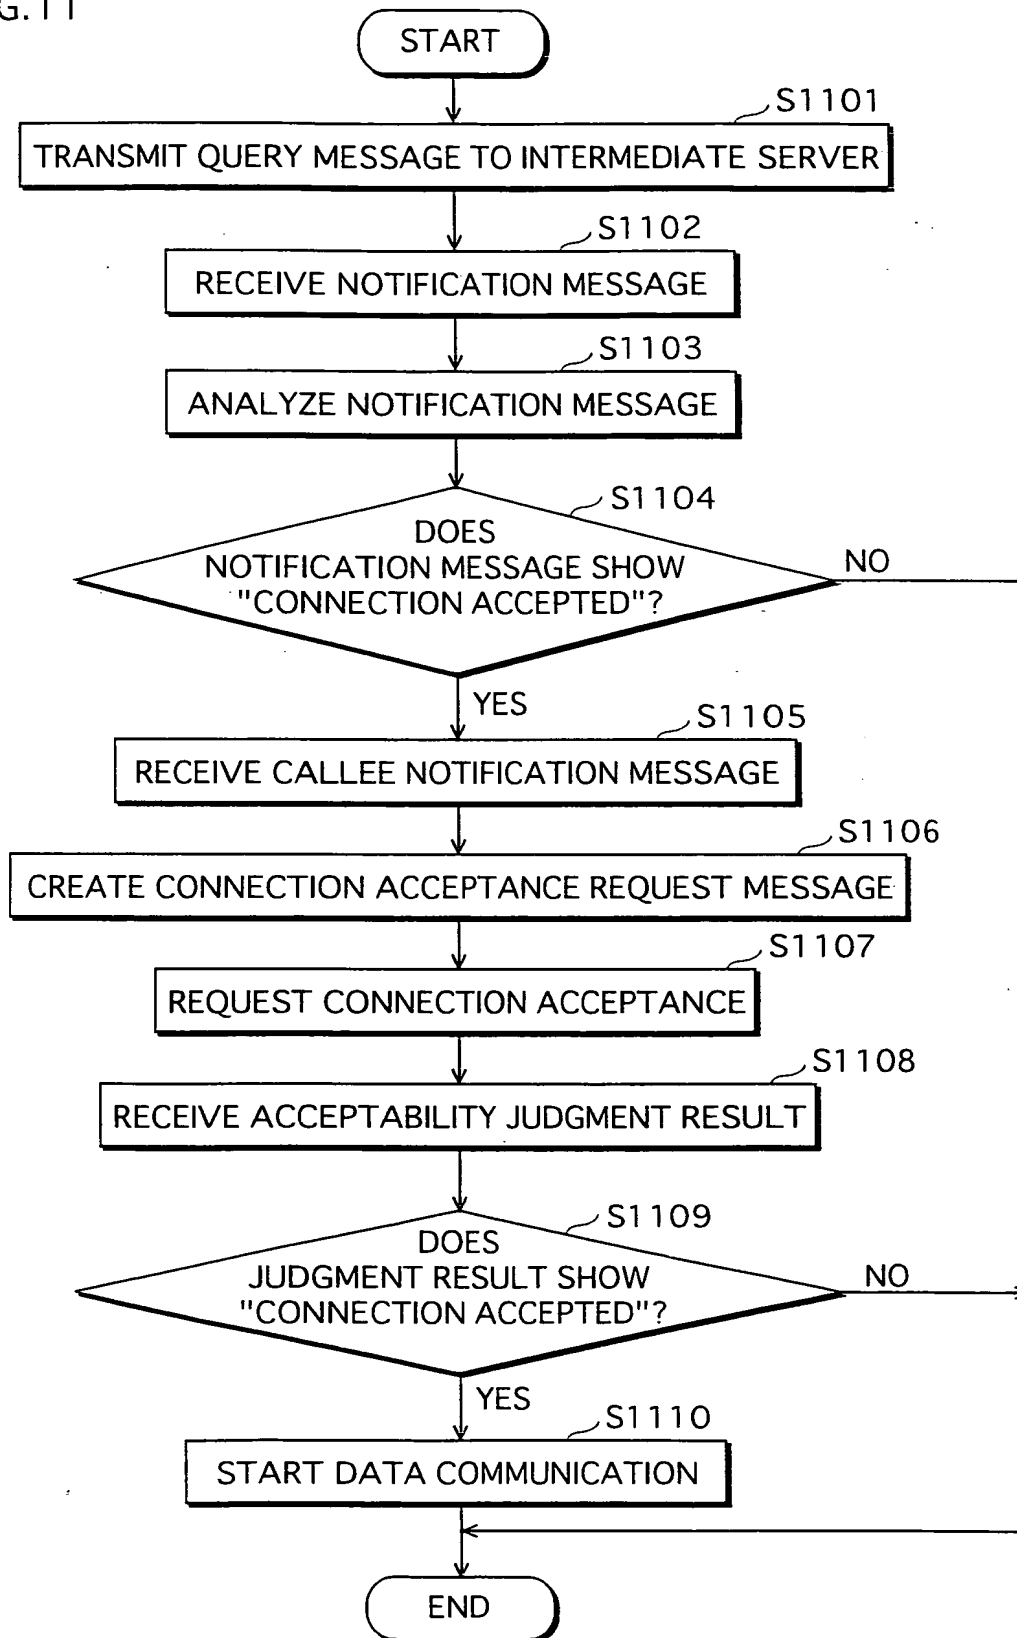 G.11
START
S1101
TRANSMIT QUERY MESSAGE TO INTERMEDIATE SERVER
S1102
RECEIVE NOTIFICATION MESSAGE
S1103
ANALYZE NOTIFICATION MESSAGE
S1104
DOES
NOTIFICATION MESSAGE SHOW
"CONNECTION ACCEPTED"?
NO
YES
S1105
RECEIVE CALLEE NOTIFICATION MESSAGE
S1106
CREATE CONNECTION ACCEPTANCE REQUEST MESSAGE
S1107
REQUEST CONNECTION ACCEPTANCE
S1108
RECEIVE ACCEPTABILITY JUDGMENT RESULT
S1109
DOES
JUDGMENT RESULT SHOW
"CONNECTION ACCEPTED"?
NO
YES
S1110
START DATA COMMUNICATION
END